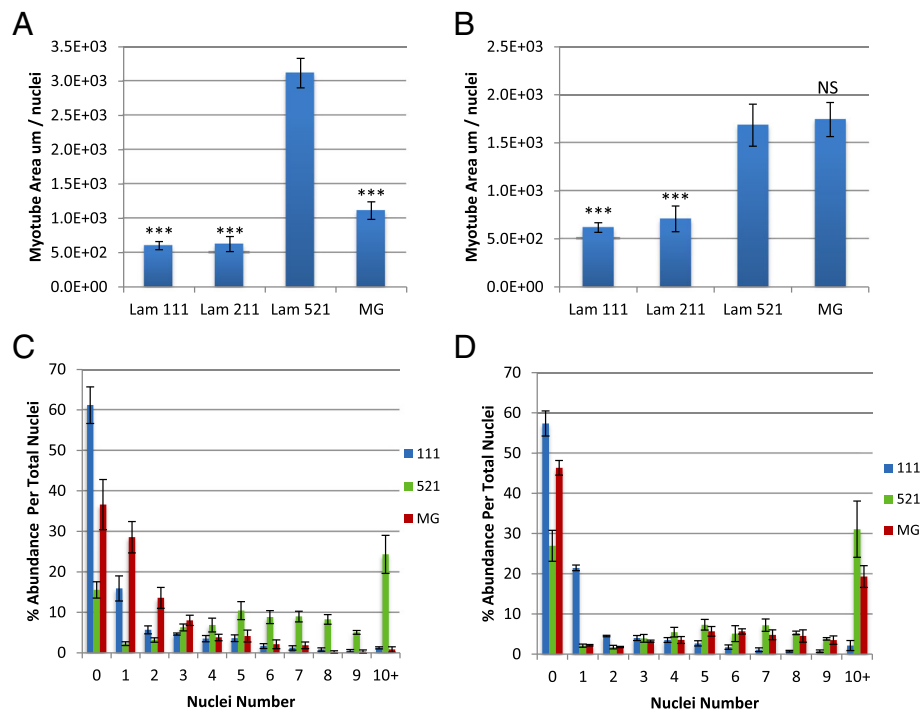 A
Myotube Area um / nuclei
3.5E+03
3.0E+03
2.5E+03
2.0E+03
1.5E+03
1.0E+03
5.0E+02
0.0E+00
***
***
***
Lam 111 Lam 211 Lam 521 MG
B
Myotube Area um / nuclei
2.5E+03
2.0E+03
1.5E+03
1.0E+03
5.0E+02
0.0E+00
***
***
NS
Lam 111 Lam 211 Lam 521 MG
C
% Abundance Per Total Nuclei
70
60
50
40
30
20
10
0
0 1 2 3 4 5 6 7 8 9 10+
Nuclei Number
111
521
MG
D
% Abundance Per Total Nuclei
70
60
50
40
30
20
10
0
0 1 2 3 4 5 6 7 8 9 10+
Nuclei Number
111
521
MG